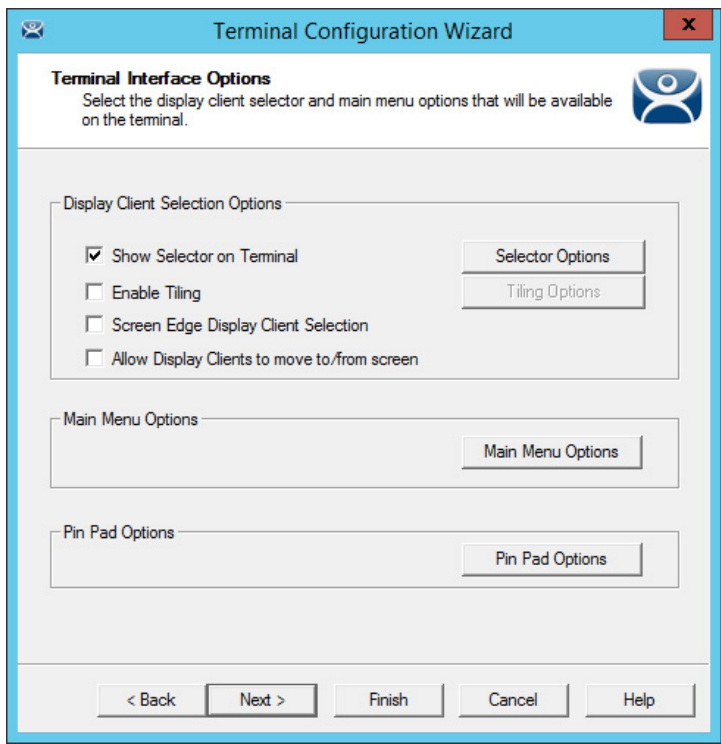 Terminal Configuration Wizard
x
Terminal Interface Options
Select the display client selector and main menu options that will be available
on the terminal.
Display Client Selection Options
Show Selector on Terminal
Selector Options
Enable Tiling
Tiling Options
Screen Edge Display Client Selection
Allow Display Clients to move to/from screen
Main Menu Options
Main Menu Options
Pin Pad Options
Pin Pad Options
< Back Next > Finish Cancel Help